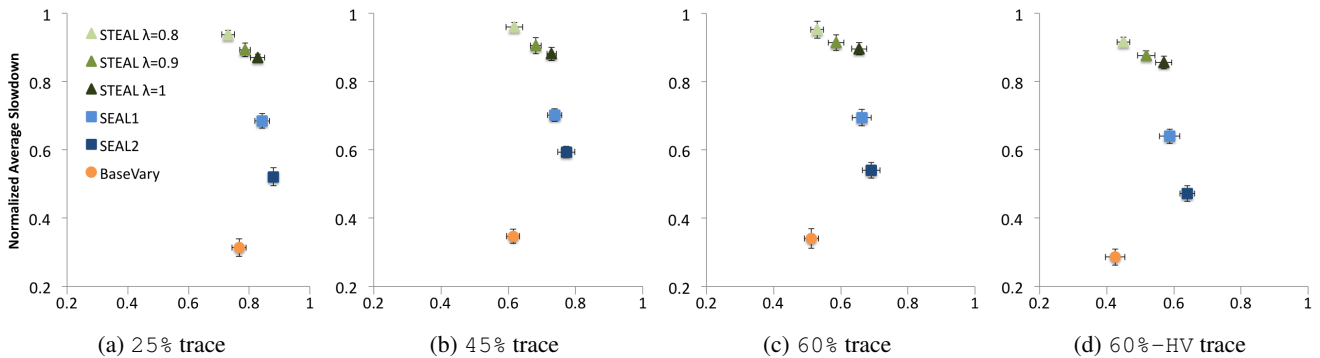 Normalized Average Slowdown
1
0.8
0.6
0.4
0.2
0.2 0.4 0.6 0.8 1
STEAL λ=0.8
STEAL λ=0.9
STEAL λ=1
SEAL1
SEAL2
BaseVary
(a) 25% trace
1
0.8
0.6
0.4
0.2
0.2 0.4 0.6 0.8 1
(b) 45% trace
1
0.8
0.6
0.4
0.2
0.2 0.4 0.6 0.8 1
(c) 60% trace
1
0.8
0.6
0.4
0.2
0.2 0.4 0.6 0.8 1
(d) 60%-HV trace